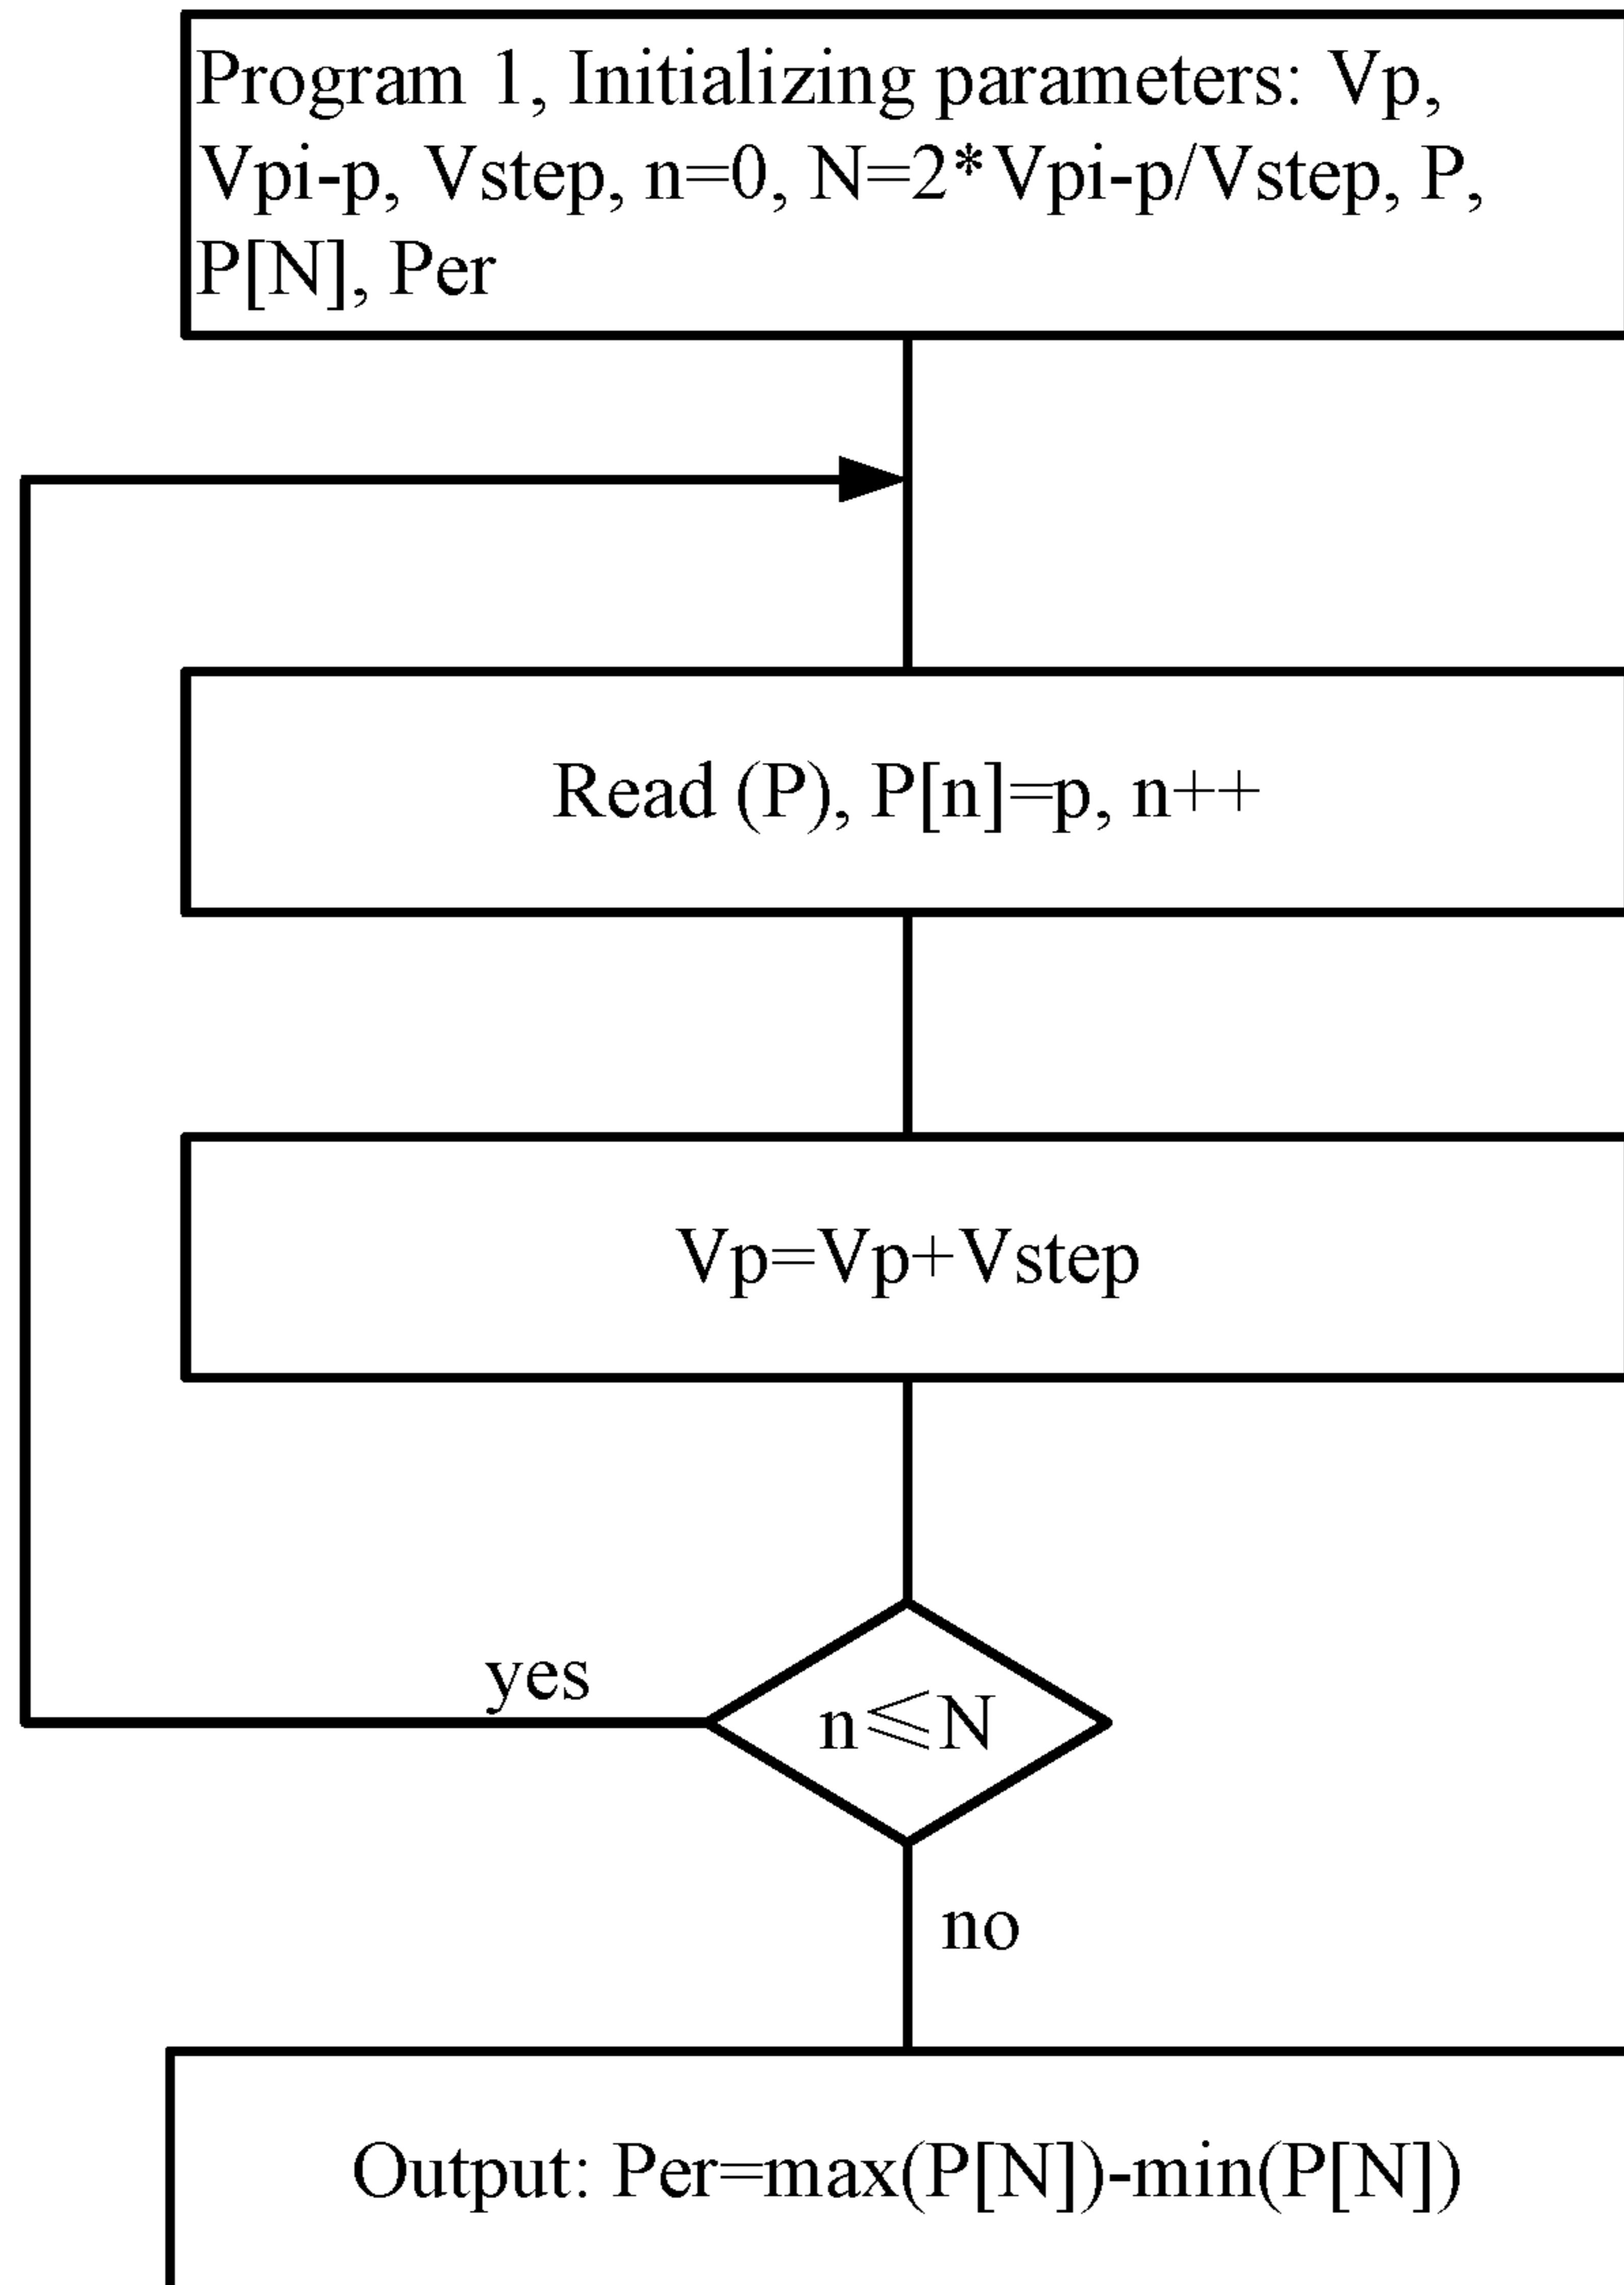 Program 1, Initializing parameters: Vp,
Vpi-p, Vstep, n=0, N=2*Vpi-p/Vstep, P,
P[N], Per
Read (P), P[n]=p, n++
Vp=Vp+Vstep
yes
n≤N
no
Output: Per=max(P[N])-min(P[N])